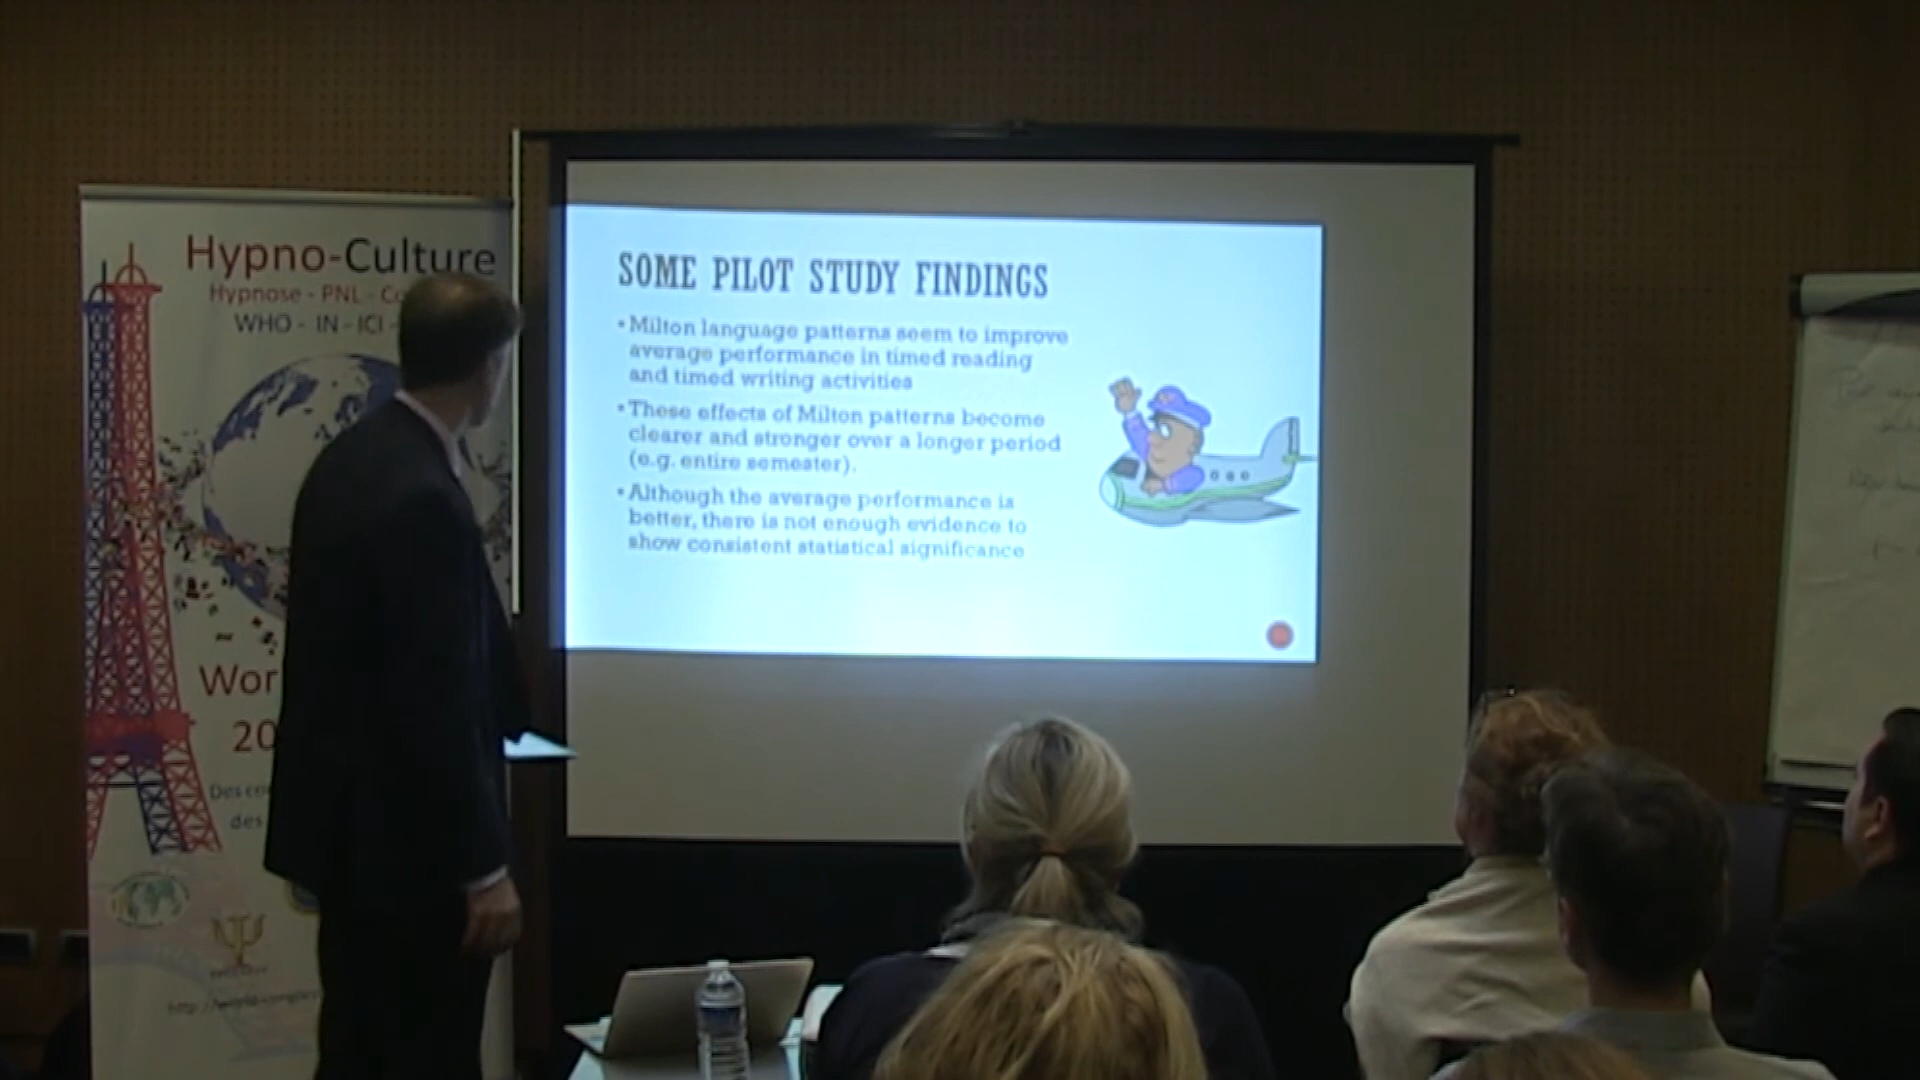 Hypno-Culture
Hypnose - PNL - Co
WHO - IN - ICI -
Wor
20
Des
des
SOME PILOT STUDY FINDINGS
• Milton language patterns seem to improve
average performance in timed reading
and timed writing activities
• These effects of Milton patterns become
clearer and stronger over a longer period
(e.g. entire semester).
• Although the average performance is
better, there is not enough evidence to
show consistent statistical significance